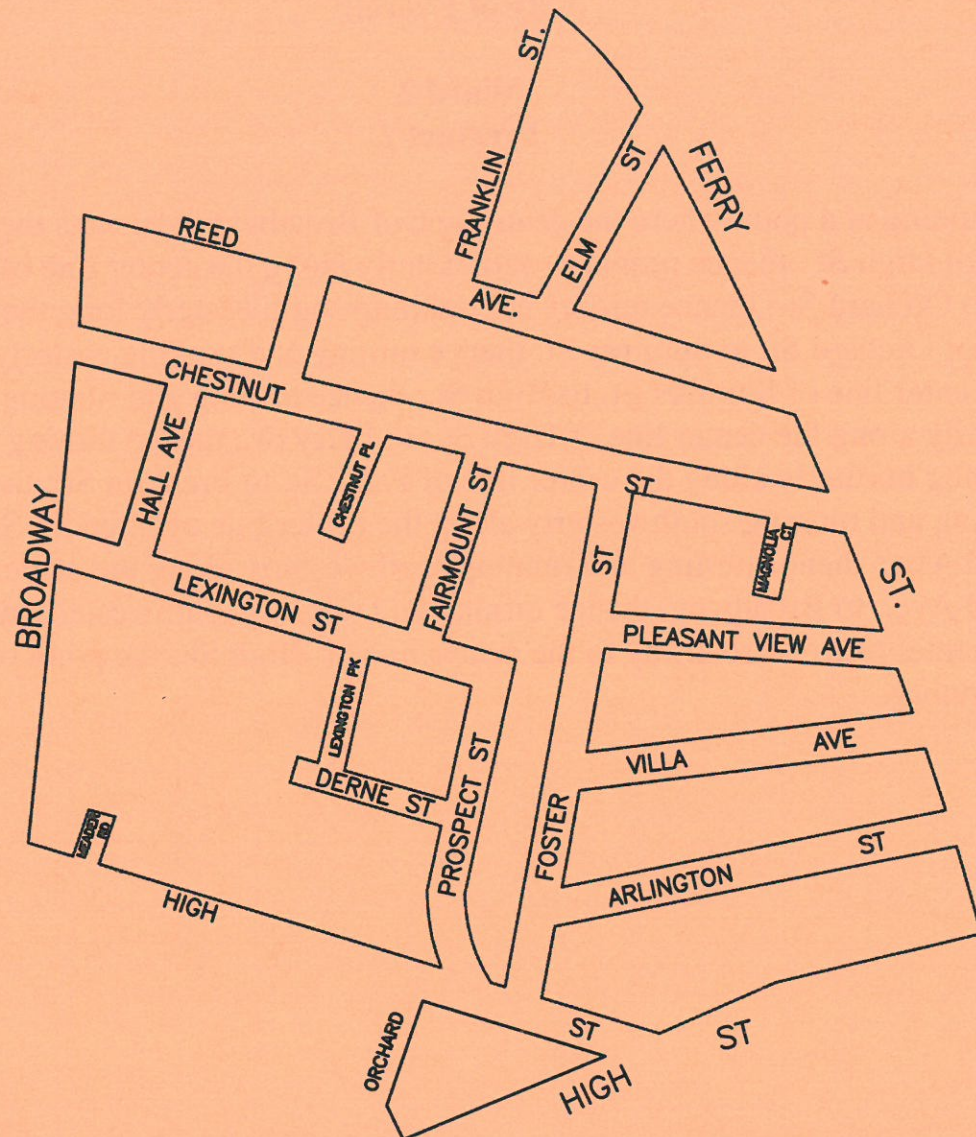 FRANKLIN ST.
ELM ST
FERRY ST.
REED AVE.
CHESTNUT ST
HALL AVE
CHESTNUT PL
FAIRMOUNT ST
MAGNOLIA CT
BROADWAY
LEXINGTON ST
PLEASANT VIEW AVE
LEXINGTON PK
VILLA AVE
DERNE ST
PROSPECT ST
FOSTER ST
ARLINGTON ST
MEADER RD
HIGH ST
ORCHARD
HIGH ST